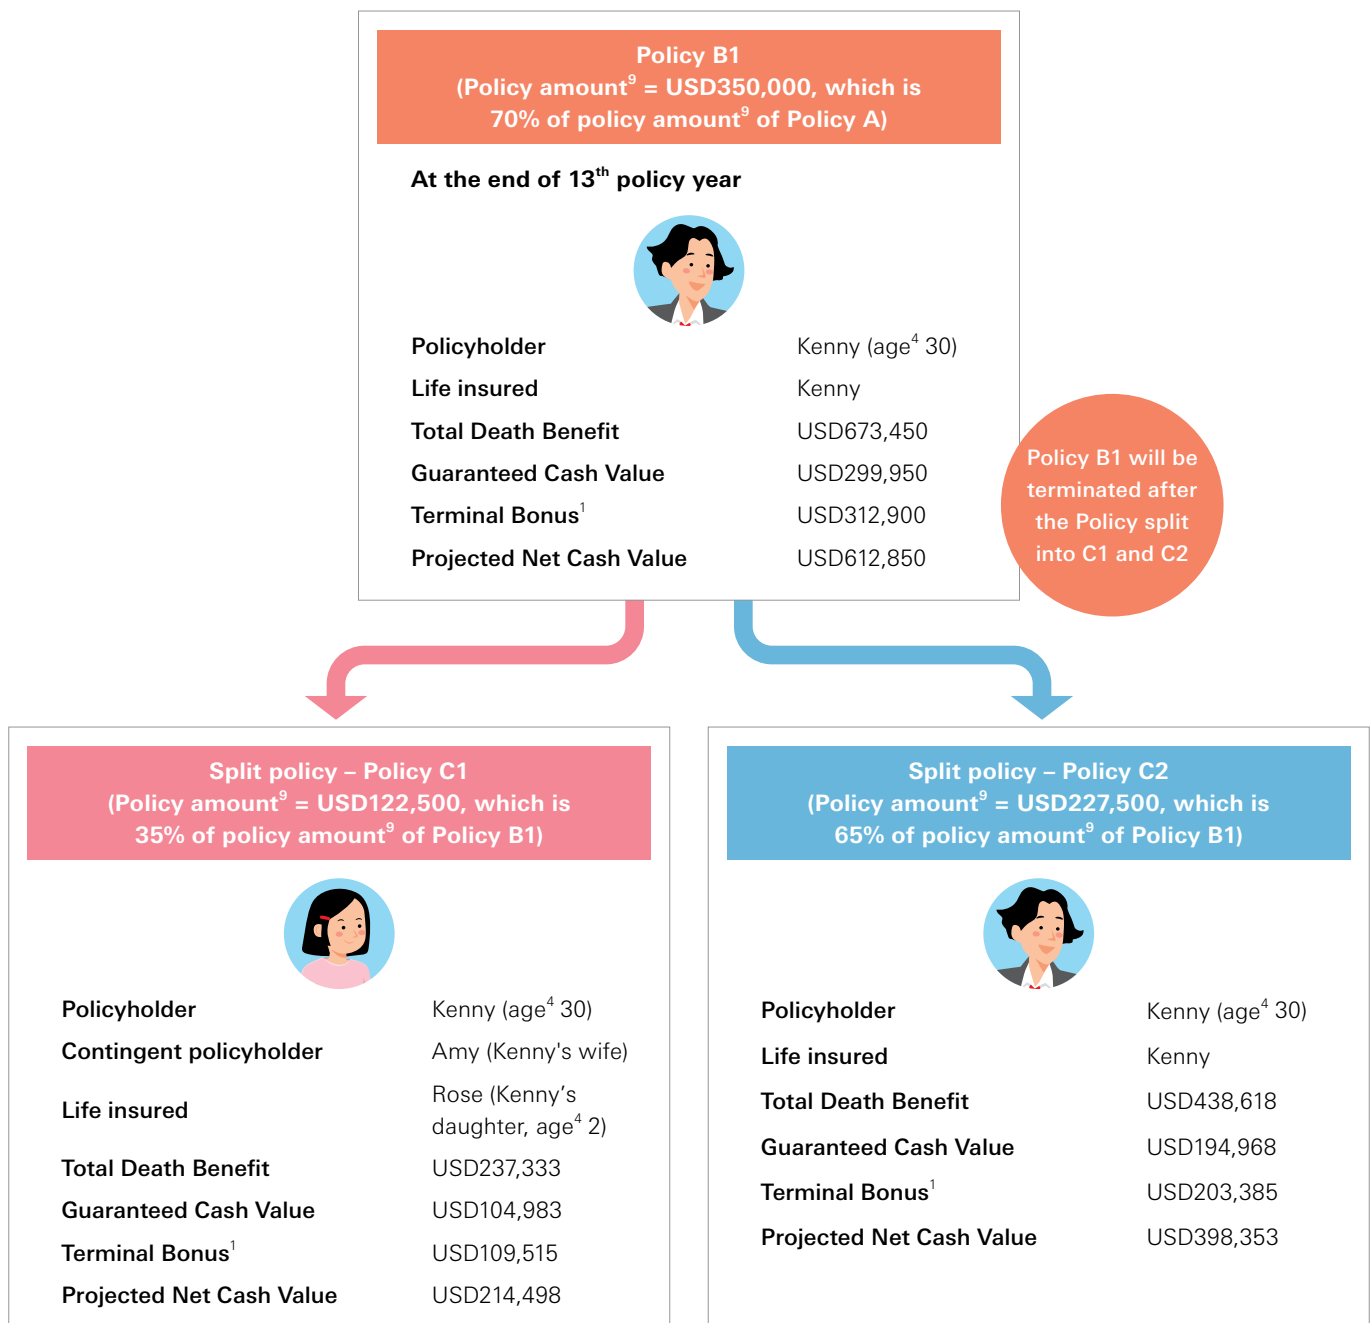 Policy B1
(Policy amount⁹ = USD350,000, which is
70% of policy amount⁹ of Policy A)
At the end of 13th policy year
Policyholder Kenny (age⁴ 30)
Life insured Kenny
Total Death Benefit USD673,450
Guaranteed Cash Value USD299,950
Terminal Bonus¹ USD312,900
Projected Net Cash Value USD612,850
Policy B1 will be
terminated after
the Policy split
into C1 and C2
Split policy – Policy C1
(Policy amount⁹ = USD122,500, which is
35% of policy amount⁹ of Policy B1)
Policyholder Kenny (age⁴ 30)
Contingent policyholder Amy (Kenny's wife)
Life insured Rose (Kenny’s
daughter, age⁴ 2)
Total Death Benefit USD237,333
Guaranteed Cash Value USD104,983
Terminal Bonus¹ USD109,515
Projected Net Cash Value USD214,498
Split policy – Policy C2
(Policy amount⁹ = USD227,500, which is
65% of policy amount⁹ of Policy B1)
Policyholder Kenny (age⁴ 30)
Life insured Kenny
Total Death Benefit USD438,618
Guaranteed Cash Value USD194,968
Terminal Bonus¹ USD203,385
Projected Net Cash Value USD398,353